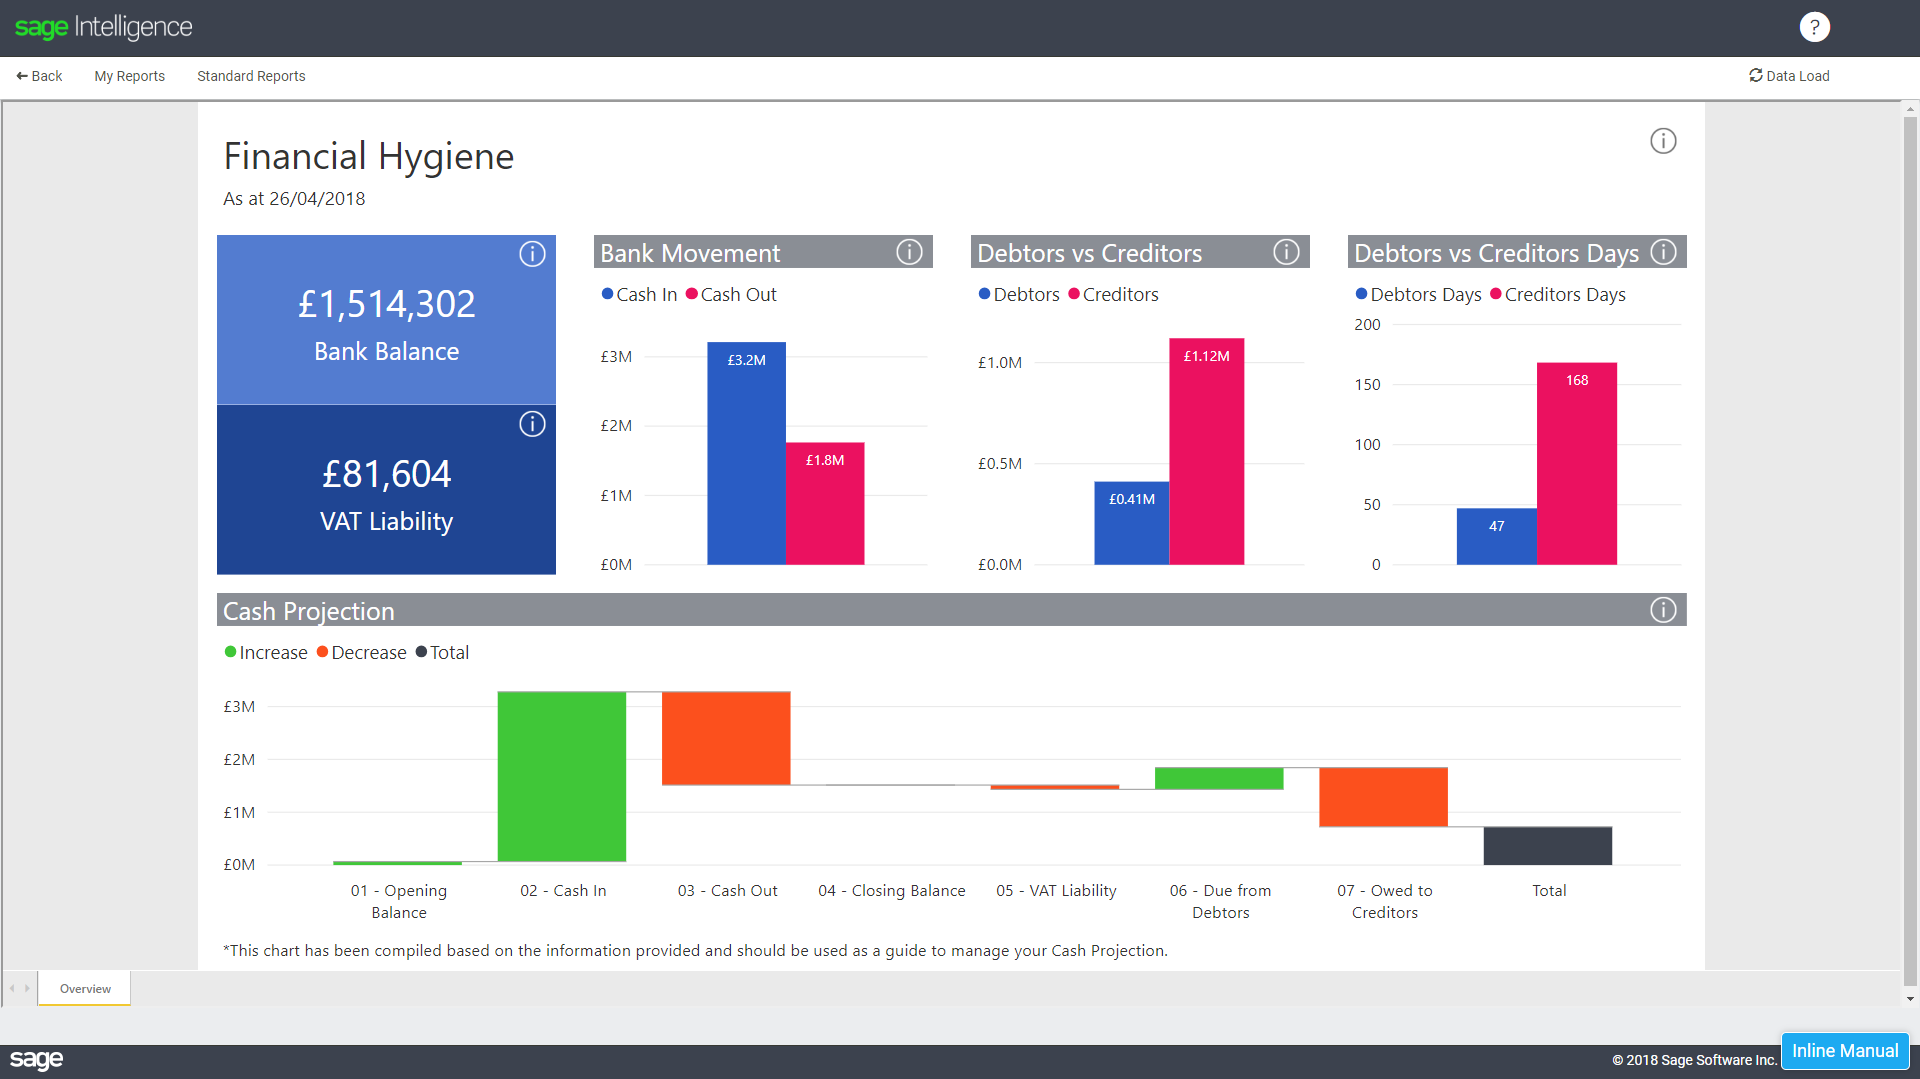 sage Intelligence
?
Back My Reports Standard Reports Data Load
Financial Hygiene
As at 26/04/2018
£1,514,302
Bank Balance
£81,604
VAT Liability
Bank Movement
Cash In Cash Out
£3M
£2M
£1M
£0M
£3.2M
£1.8M
Debtors vs Creditors
Debtors Creditors
£1.0M
£0.5M
£0.0M
£0.41M
£1.12M
Debtors vs Creditors Days
Debtors Days Creditors Days
200
150
100
50
0
47
168
Cash Projection
Increase Decrease Total
£3M
£2M
£1M
£0M
01 - Opening Balance
02 - Cash In
03 - Cash Out
04 - Closing Balance
05 - VAT Liability
06 - Due from Debtors
07 - Owed to Creditors
Total
*This chart has been compiled based on the information provided and should be used as a guide to manage your Cash Projection.
Overview
sage
© 2018 Sage Software Inc.
Inline Manual